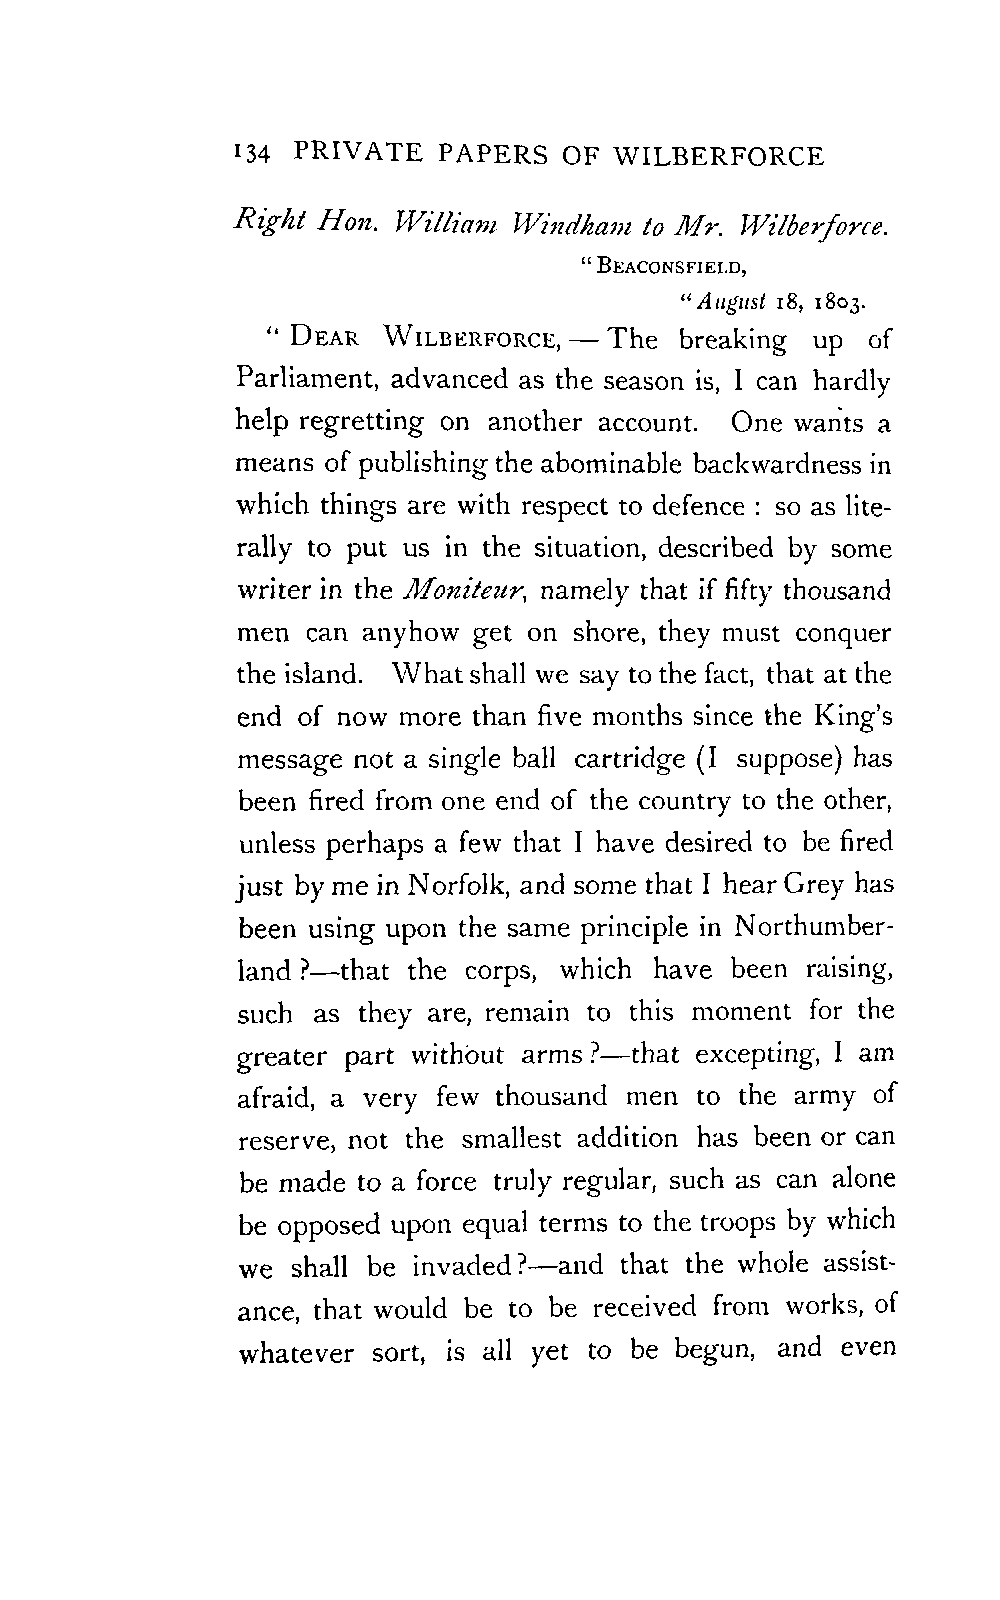 134 PRIVATE PAPERS OF WILBERFORCE
Right Hon. William Windham to Mr. Wilberforce.
"BEACONSFIELD,
"August 18, 1803.
"DEAR WILBERFORCE,—The breaking up of
Parliament, advanced as the season is, I can hardly
help regretting on another account. One wants a
means of publishing the abominable backwardness in
which things are with respect to defence : so as lite-
rally to put us in the situation, described by some
writer in the Moniteur, namely that if fifty thousand
men can anyhow get on shore, they must conquer
the island. What shall we say to the fact, that at the
end of now more than five months since the King's
message not a single ball cartridge (I suppose) has
been fired from one end of the country to the other,
unless perhaps a few that I have desired to be fired
just by me in Norfolk, and some that I hear Grey has
been using upon the same principle in Northumber-
land ?—that the corps, which have been raising,
such as they are, remain to this moment for the
greater part without arms ?—that excepting, I am
afraid, a very few thousand men to the army of
reserve, not the smallest addition has been or can
be made to a force truly regular, such as can alone
be opposed upon equal terms to the troops by which
we shall be invaded ?—and that the whole assist-
ance, that would be to be received from works, of
whatever sort, is all yet to be begun, and even